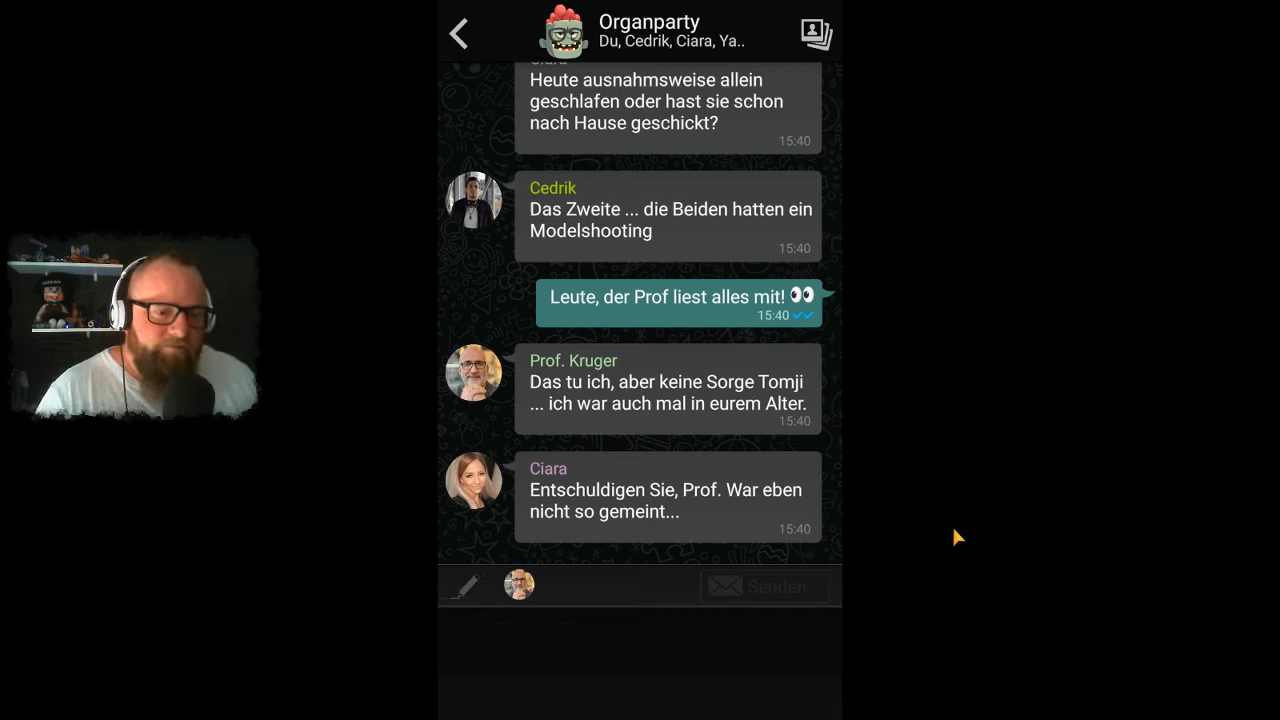 Organparty
Du, Cedrik, Ciara, Ya..
Ciara
Heute ausnahmsweise allein
geschlafen oder hast sie schon
nach Hause geschickt?
15:40
Cedrik
Das Zweite ... die Beiden hatten ein
Modelshooting
15:40
Leute, der Prof liest alles mit! 👀
15:40
Prof. Kruger
Das tu ich, aber keine Sorge Tomji
... ich war auch mal in eurem Alter.
15:40
Ciara
Entschuldigen Sie, Prof. War eben
nicht so gemeint...
15:40
Senden